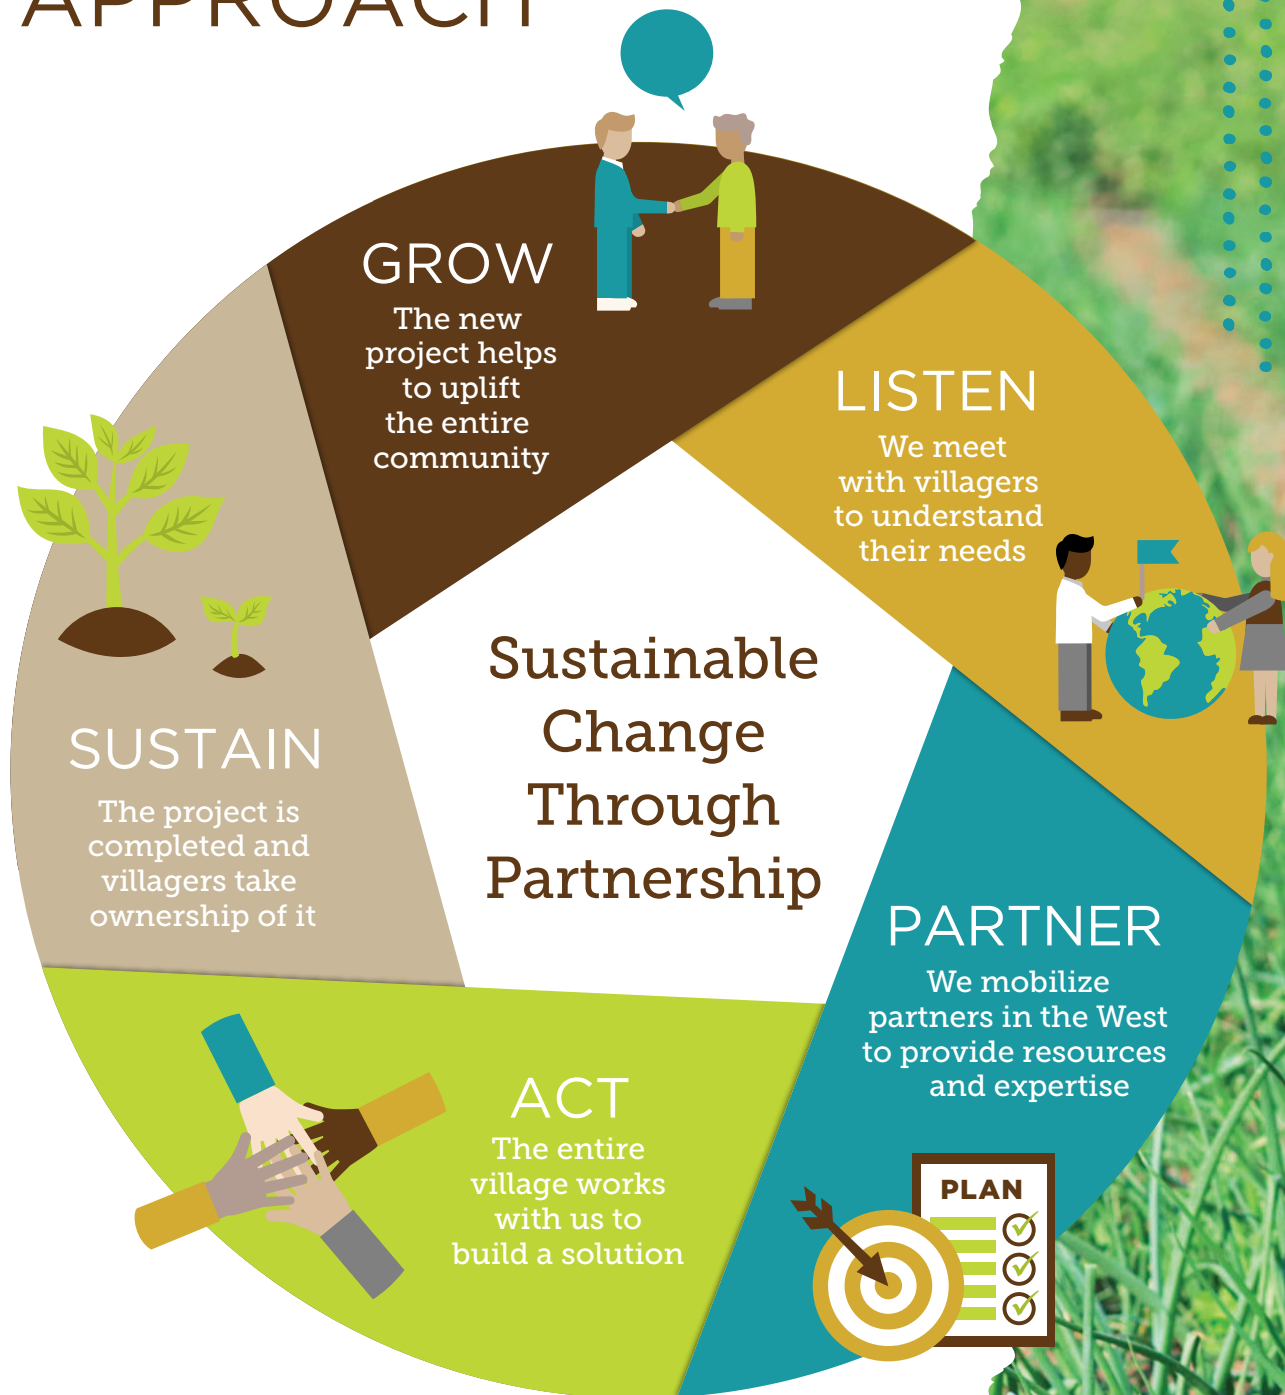 APPROACH
GROW
The new
project helps
to uplift
the entire
community
LISTEN
We meet
with villagers
to understand
their needs
Sustainable
Change
Through
Partnership
SUSTAIN
The project is
completed and
villagers take
ownership of it
PARTNER
We mobilize
partners in the West
to provide resources
and expertise
ACT
The entire
village works
with us to
build a solution
PLAN